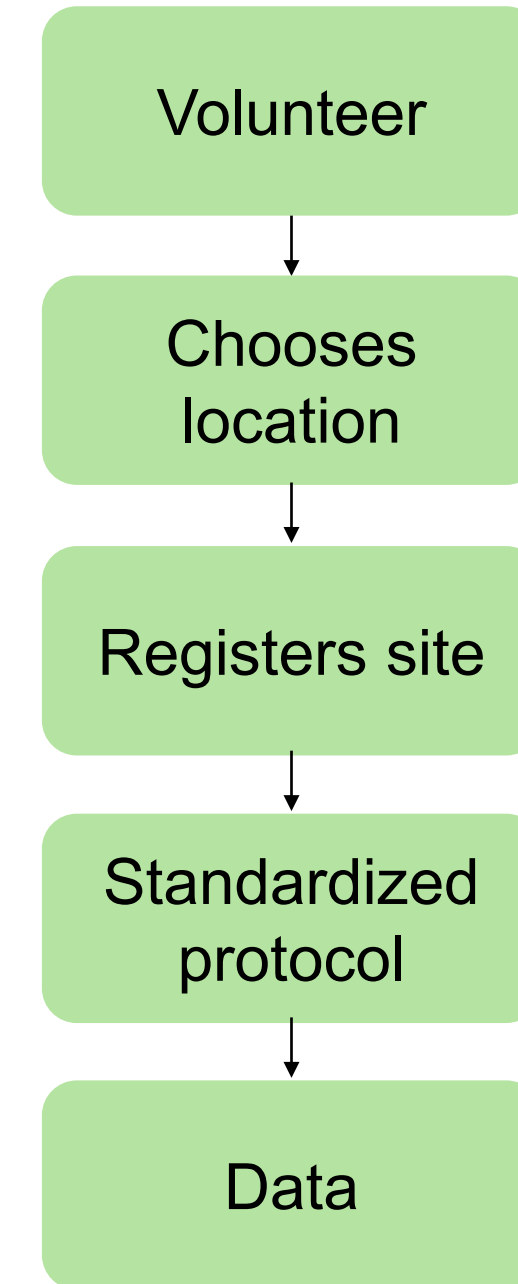 Volunteer
Chooses
location
Registers site
Standardized
protocol
Data